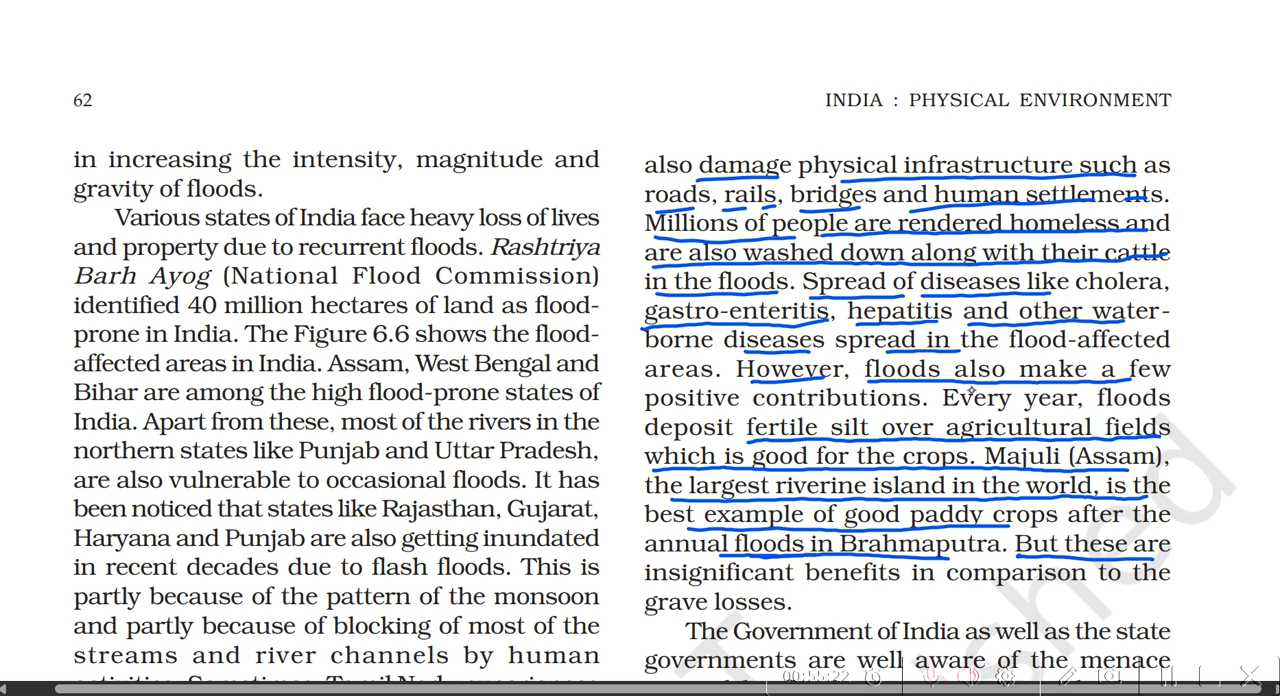 62
INDIA : PHYSICAL ENVIRONMENT
in increasing the intensity, magnitude and
gravity of floods.
Various states of India face heavy loss of lives
and property due to recurrent floods. Rashtriya
Barh Ayog (National Flood Commission)
identified 40 million hectares of land as flood-
prone in India. The Figure 6.6 shows the flood-
affected areas in India. Assam, West Bengal and
Bihar are among the high flood-prone states of
India. Apart from these, most of the rivers in the
northern states like Punjab and Uttar Pradesh,
are also vulnerable to occasional floods. It has
been noticed that states like Rajasthan, Gujarat,
Haryana and Punjab are also getting inundated
in recent decades due to flash floods. This is
partly because of the pattern of the monsoon
and partly because of blocking of most of the
streams and river channels by human
also damage physical infrastructure such as
roads, rails, bridges and human settlements.
Millions of people are rendered homeless and
are also washed down along with their cattle
in the floods. Spread of diseases like cholera,
gastro-enteritis, hepatitis and other water-
borne diseases spread in the flood-affected
areas. However, floods also make a few
positive contributions. Every year, floods
deposit fertile silt over agricultural fields
which is good for the crops. Majuli (Assam),
the largest riverine island in the world, is the
best example of good paddy crops after the
annual floods in Brahmaputra. But these are
insignificant benefits in comparison to the
grave losses.
The Government of India as well as the state
governments are well aware of the menace
00:55:22